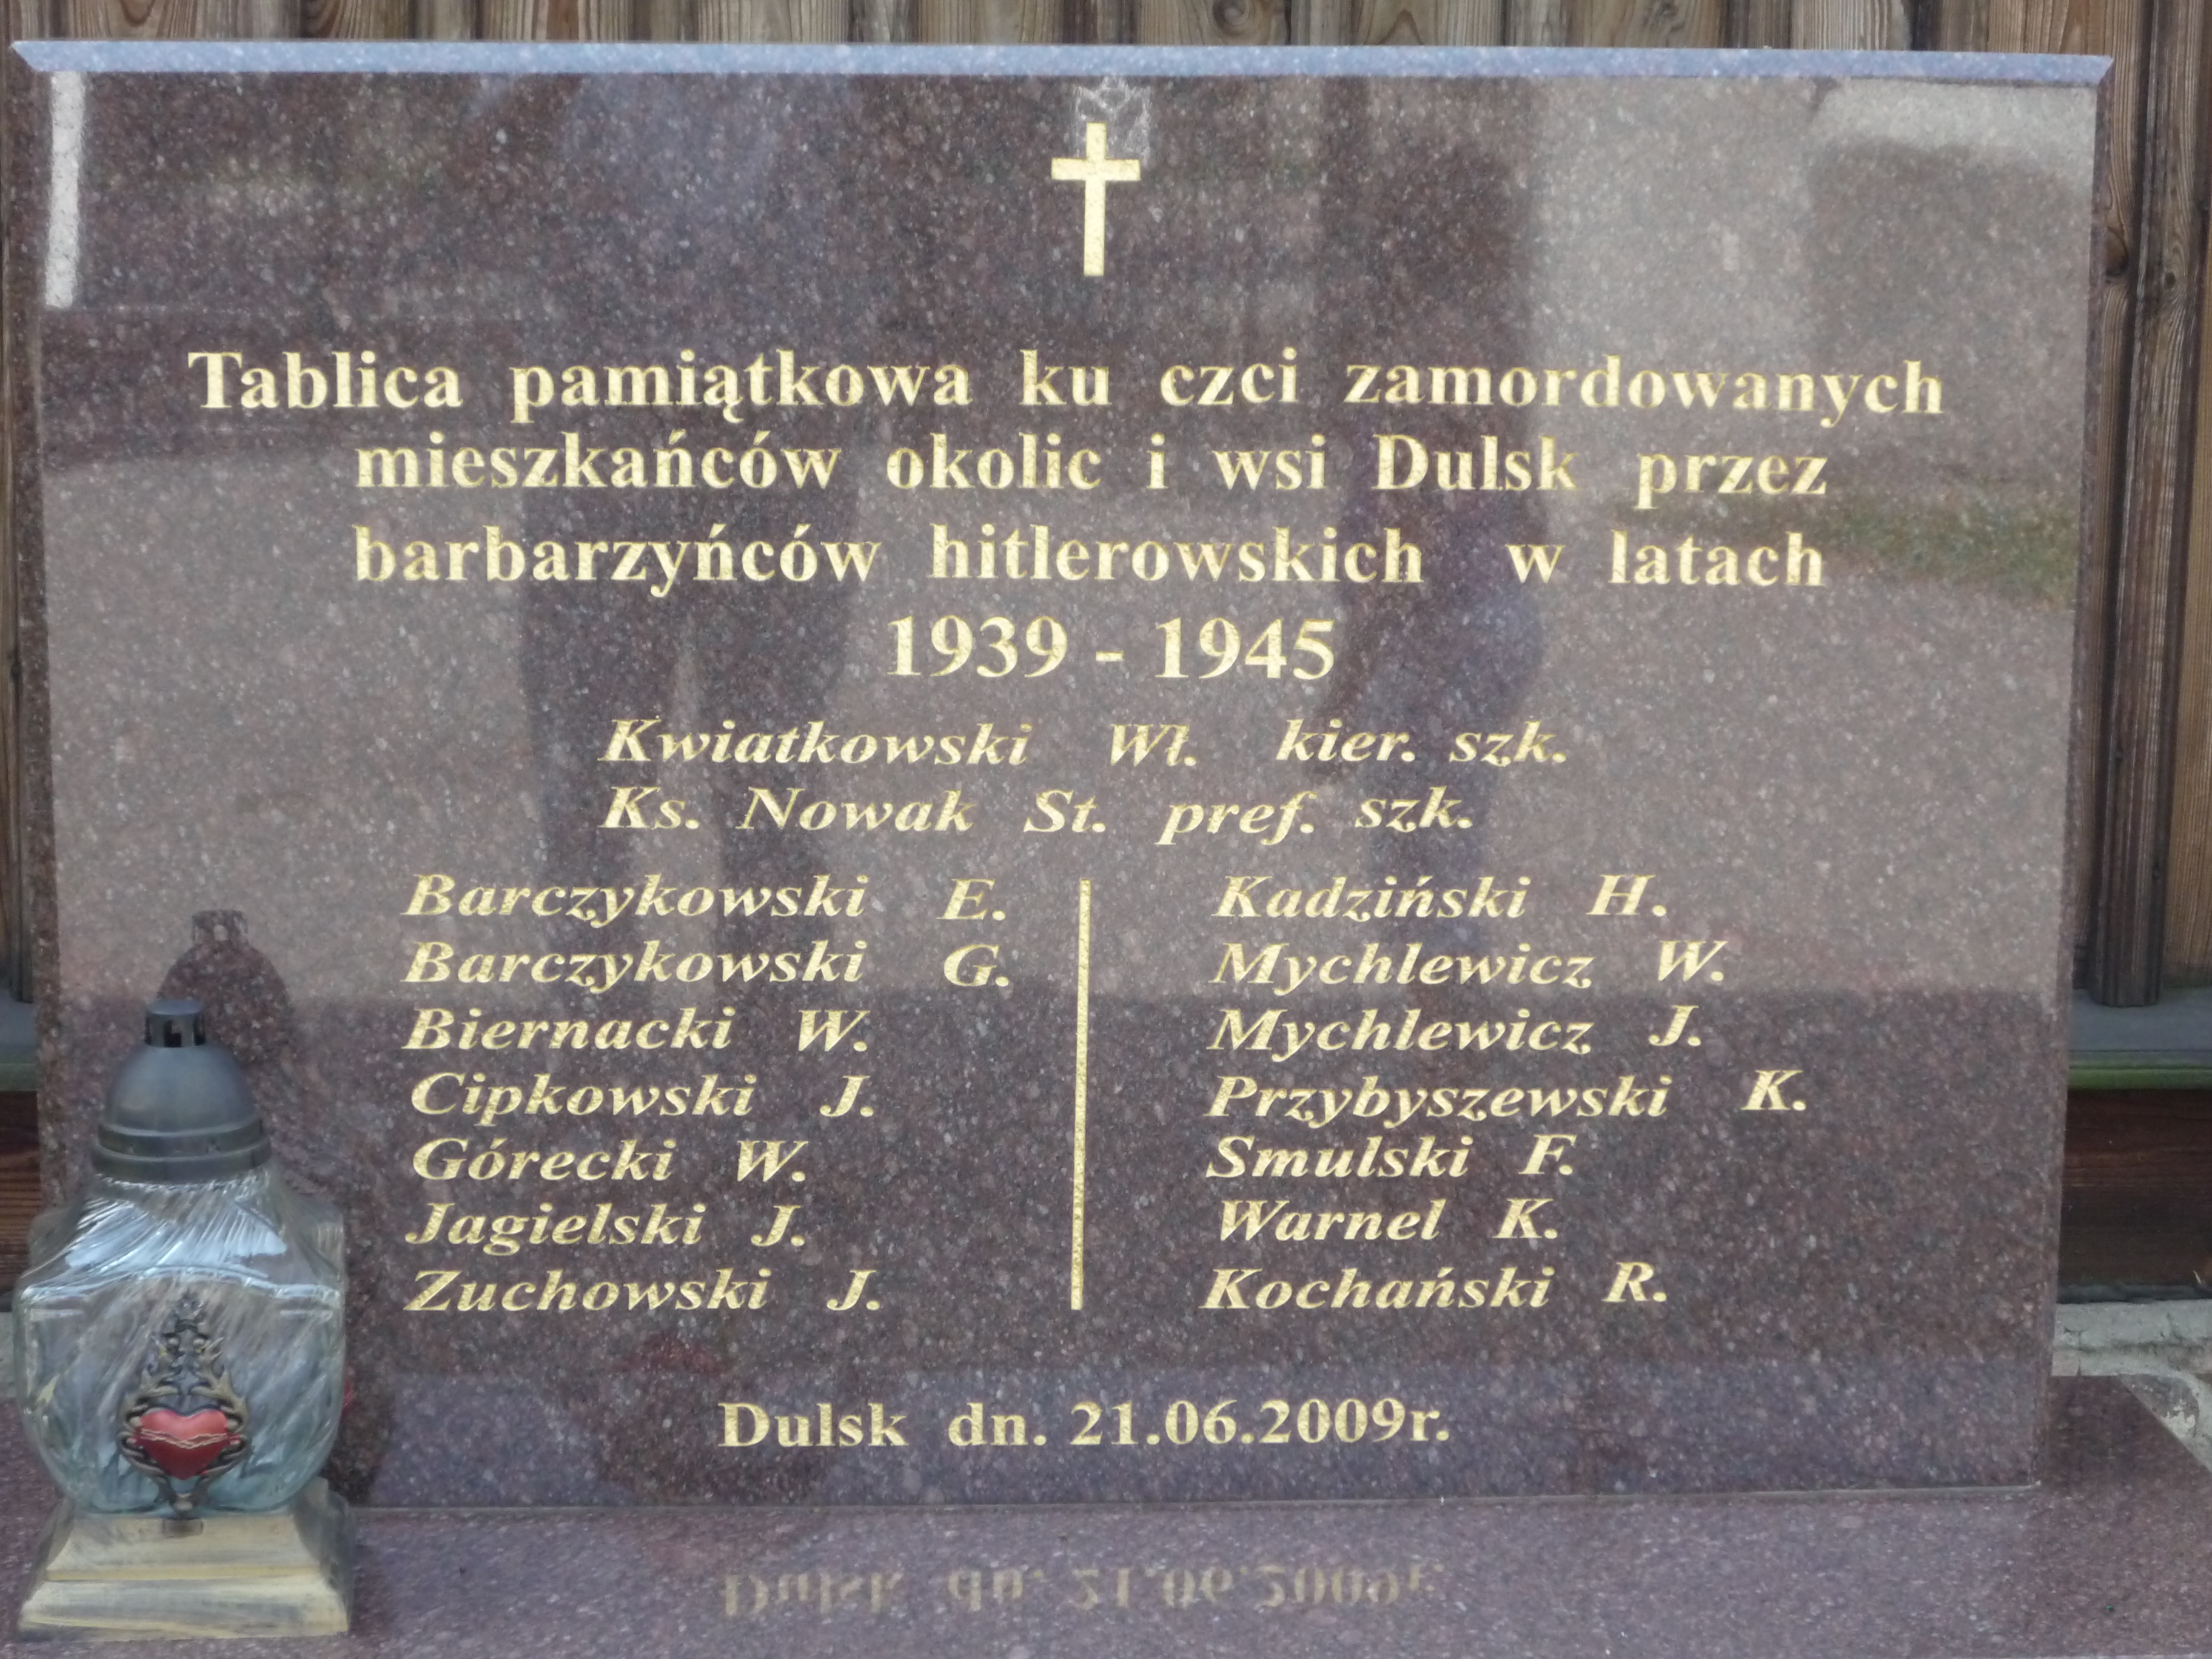 Tablica pamiątkowa ku czci zamordowanych
mieszkańców okolic i wsi Dulsk przez
barbarzyńców hitlerowskich w latach
1939 - 1945
Kwiatkowski Wł. kier. szk.
Ks. Nowak St. pref. szk.
Barczykowski E.
Barczykowski G.
Biernacki W.
Cipkowski J.
Górecki W.
Jagielski J.
Zuchowski J.
Kadziński H.
Mychlewicz W.
Mychlewicz J.
Przybyszewski K.
Smulski F.
Warnel K.
Kochański R.
Dulsk dn. 21.06.2009r.